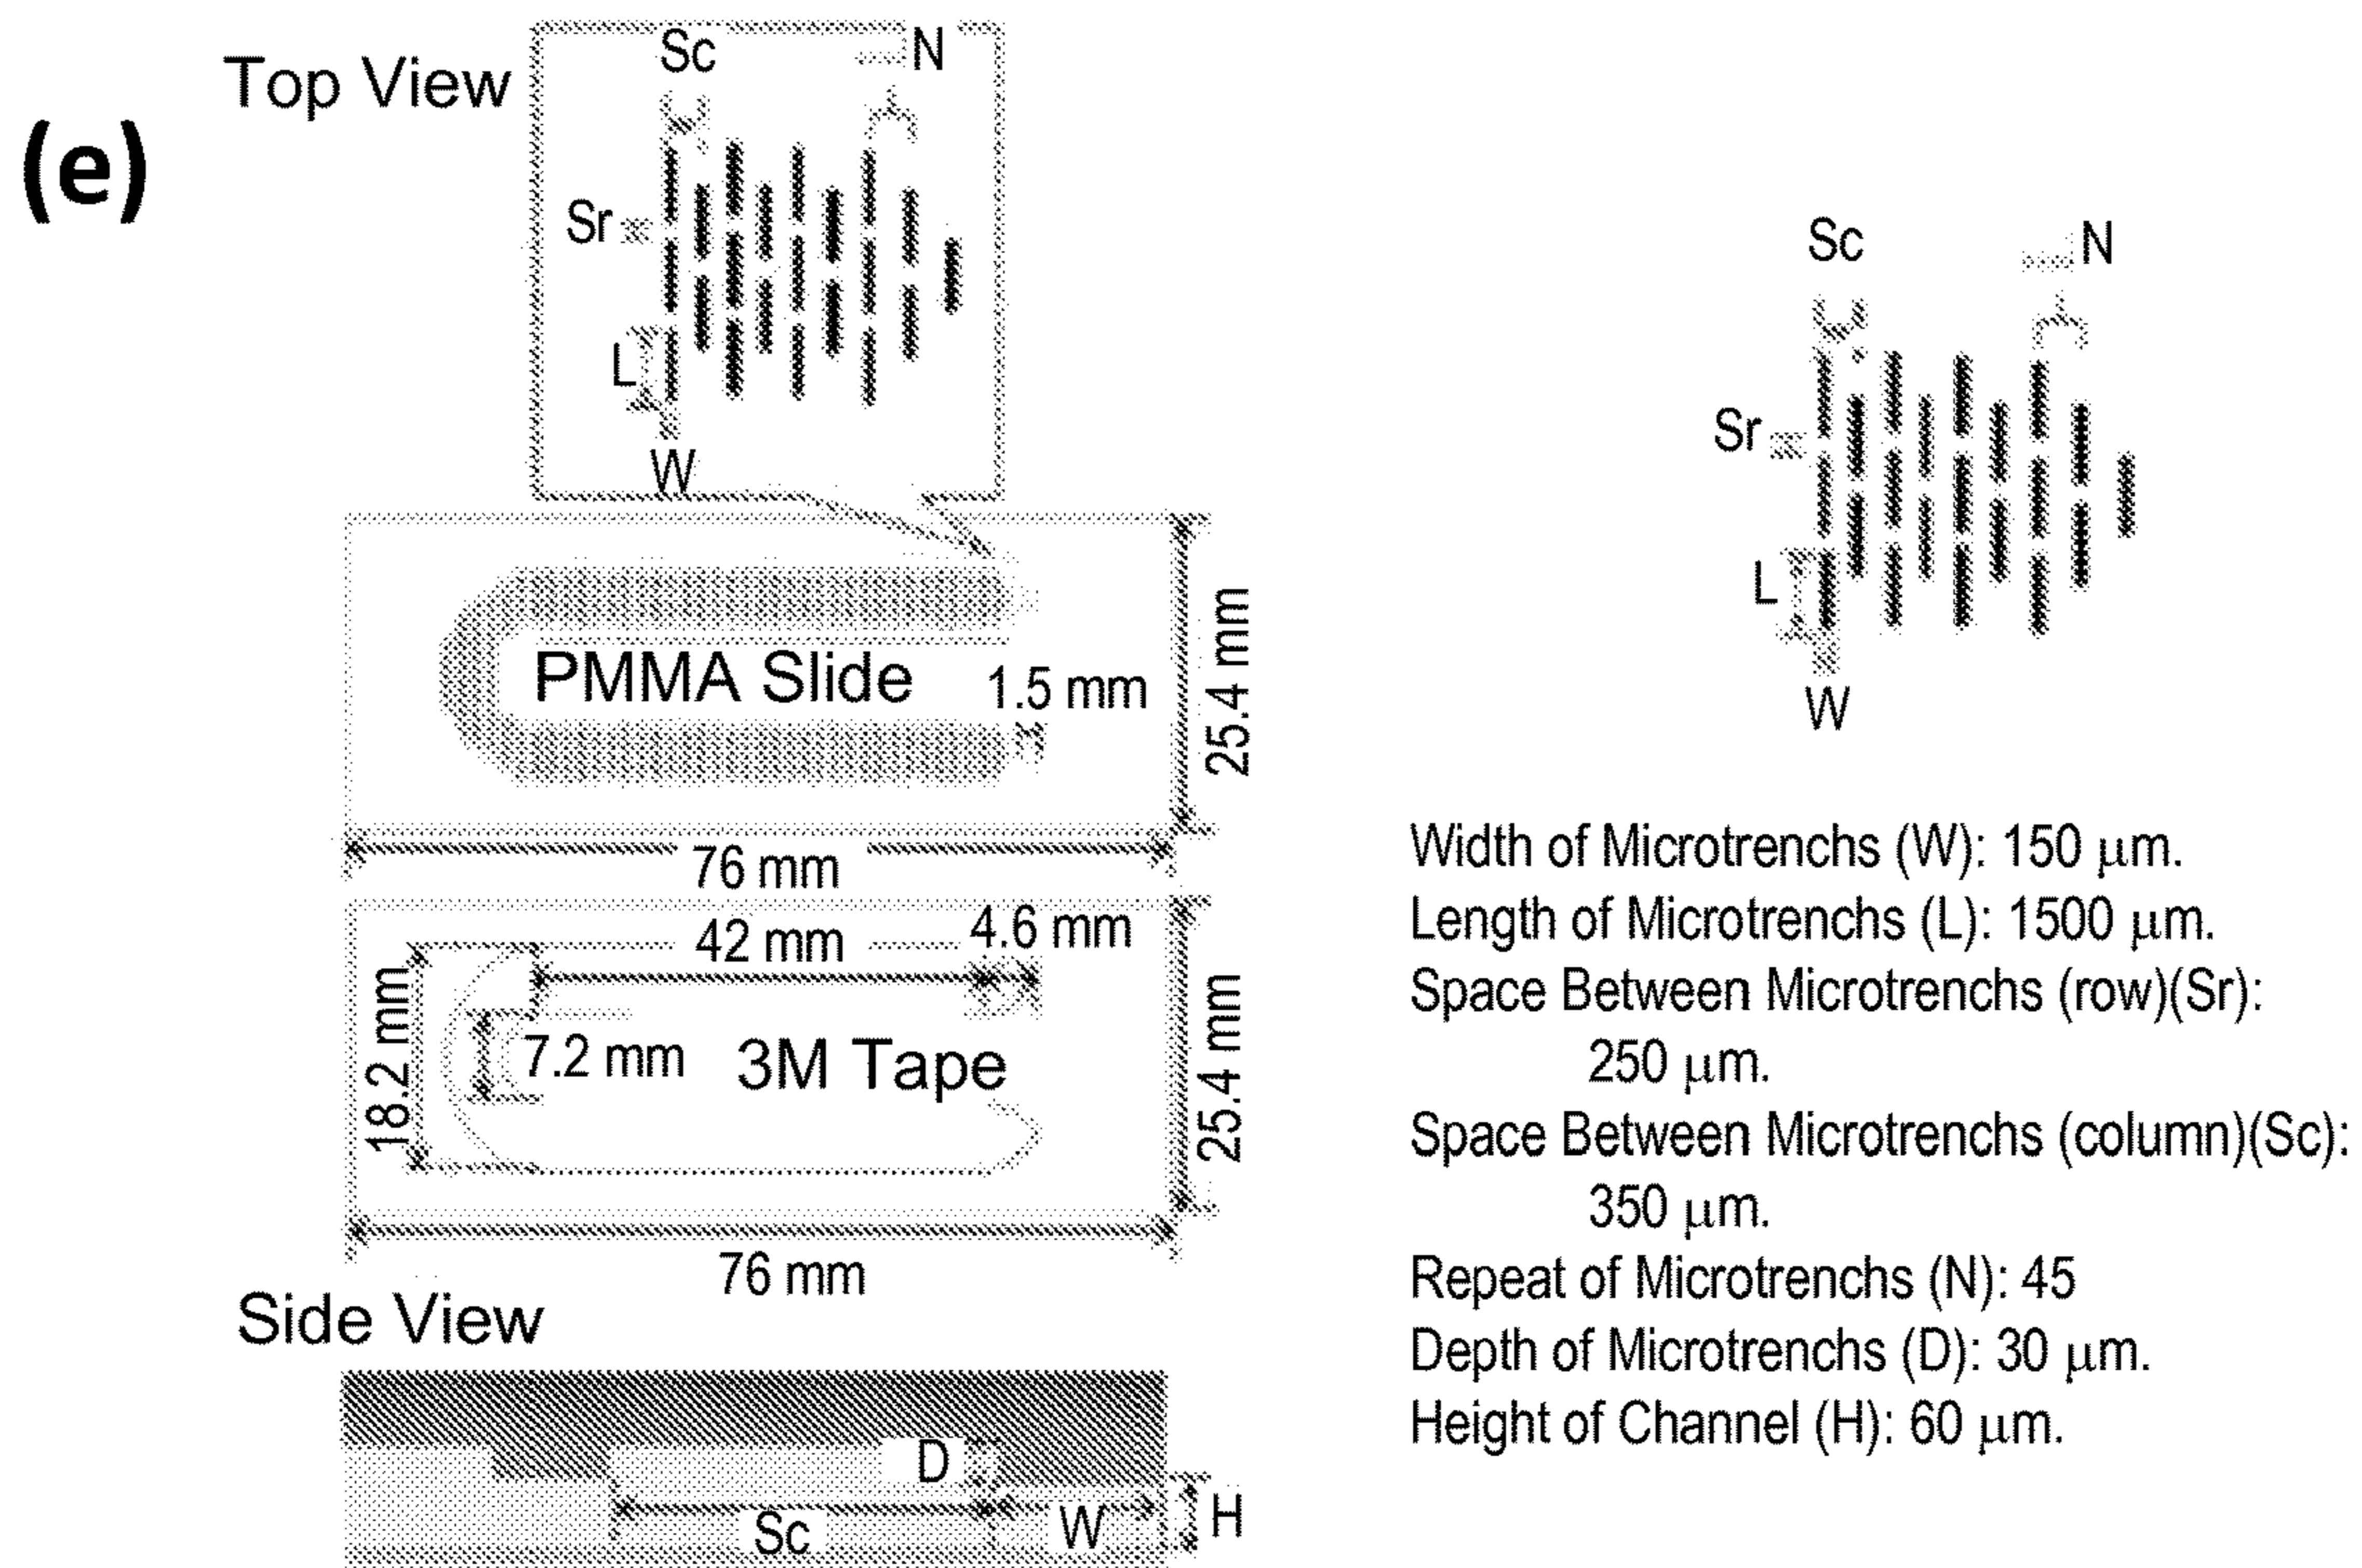 (e)
Top View
Sc
N
Sr
L
W
PMMA Slide
1.5 mm
25.4 mm
76 mm
42 mm
4.6 mm
18.2 mm
7.2 mm
3M Tape
25.4 mm
76 mm
Side View
D
Sc
W
H
Sc
N
Sr
L
W
Width of Microtrenchs (W): 150 μm.
Length of Microtrenchs (L): 1500 μm.
Space Between Microtrenchs (row)(Sr):
250 μm.
Space Between Microtrenchs (column)(Sc):
350 μm.
Repeat of Microtrenchs (N): 45
Depth of Microtrenchs (D): 30 μm.
Height of Channel (H): 60 μm.